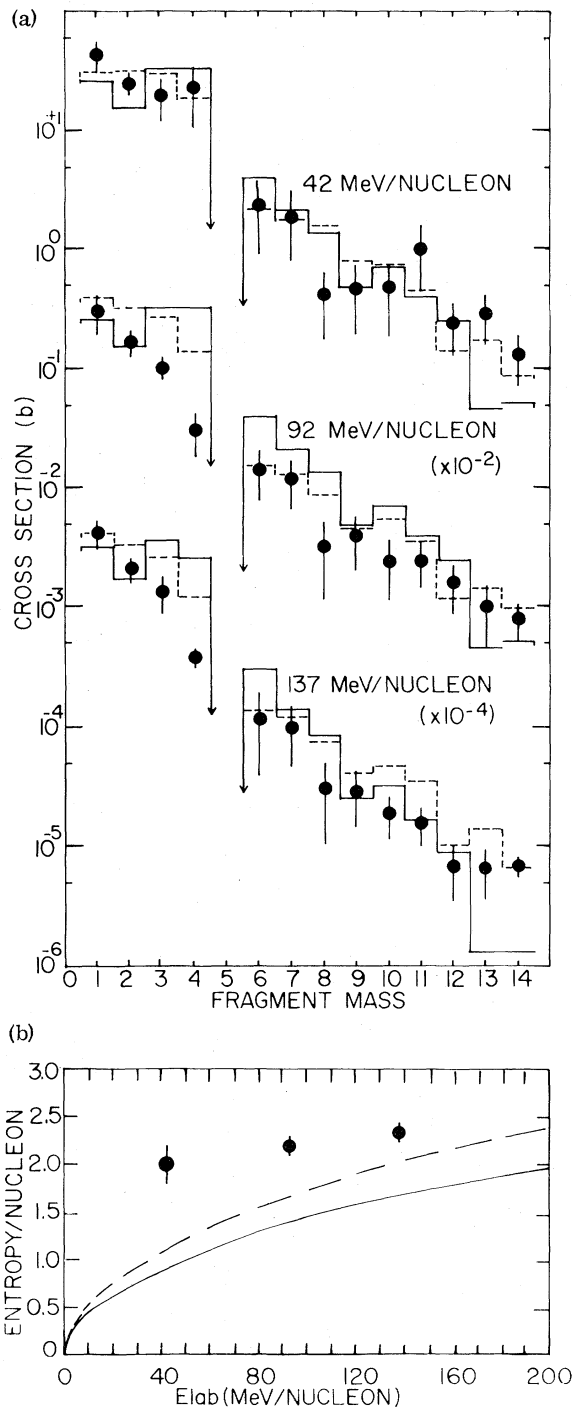 (a)
CROSS SECTION (b)
10+1
10^0
10^-1
10^-2
10^-3
10^-4
10^-5
10^-6
42 MeV/NUCLEON
92 MeV/NUCLEON
(x10^-2)
137 MeV/NUCLEON
(x10^-4)
0 1 2 3 4 5 6 7 8 9 10 11 12 13 14
FRAGMENT MASS
(b)
ENTROPY/NUCLEON
3.0
2.5
2.0
1.5
1.0
0.5
0
0 40 80 120 160 200
Elab(MeV/NUCLEON)